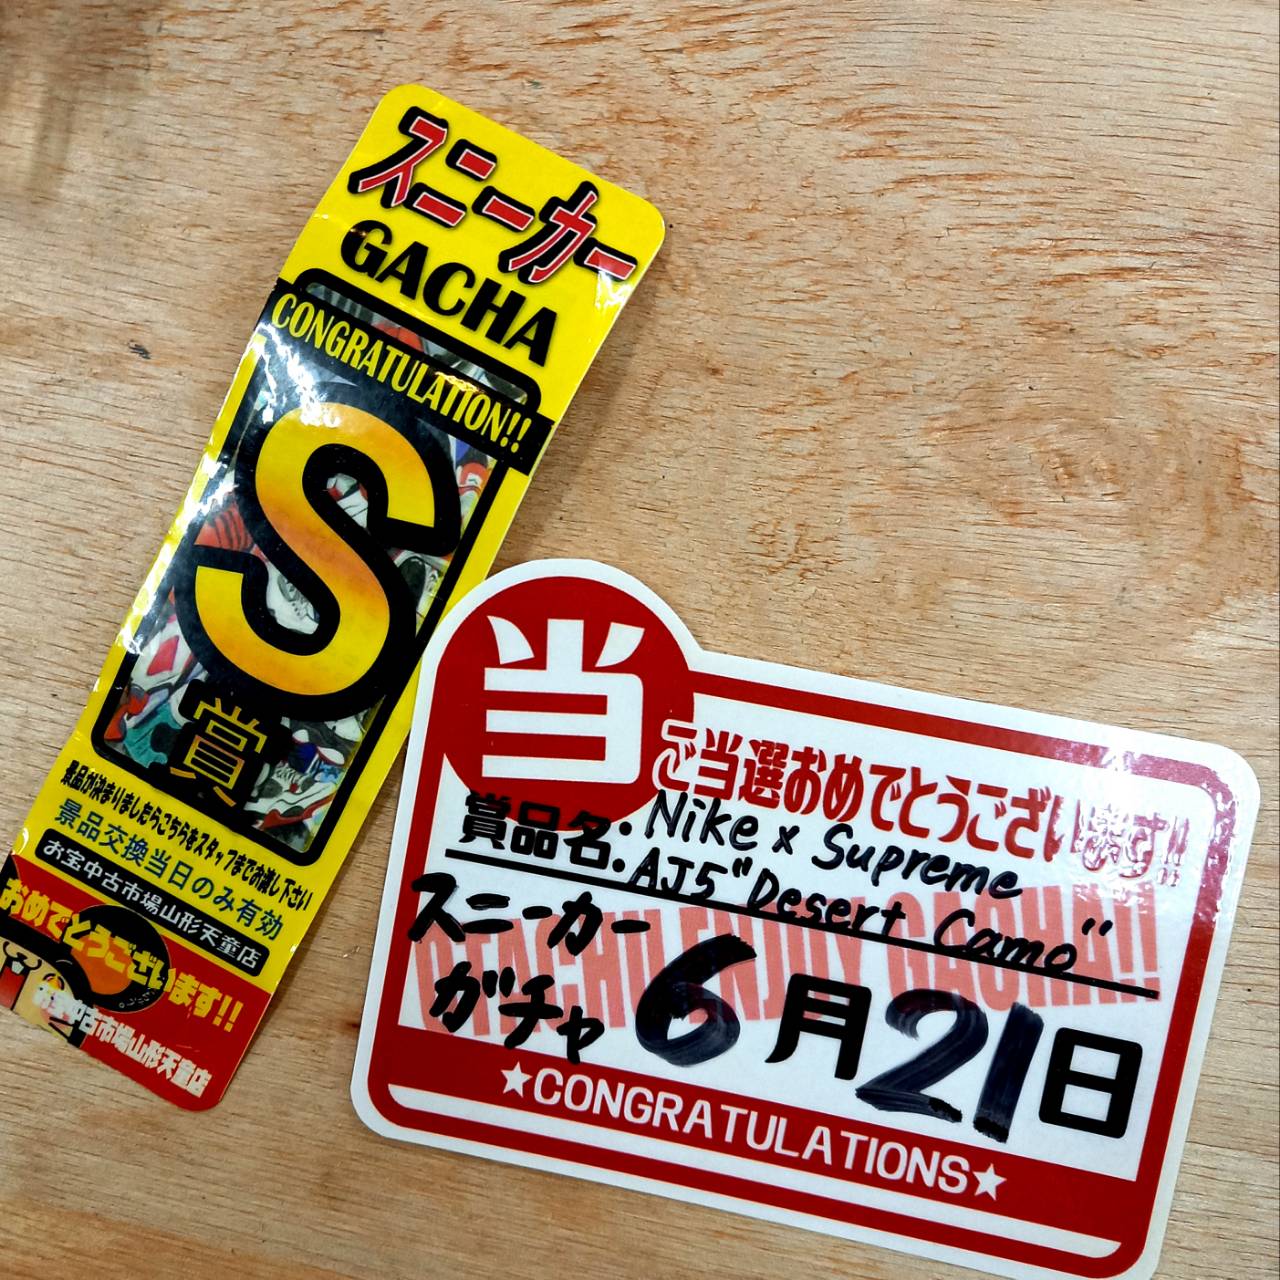 スニーカー
GACHA
CONGRATULATION!!
S
賞
景品が決まりましたらこちらをスタッフまでお渡し下さい
景品交換当日のみ有効
お宝中古市場山形天童店
おめでとうございます!!
お宝中古市場山形天童店
当
ご当選おめでとうございます!!
賞品名:Nike x Supreme
AJ5"Desert Camo"
スニーカー
ガチャ
6月21日
ENJOY GACHA!!
★CONGRATULATIONS★